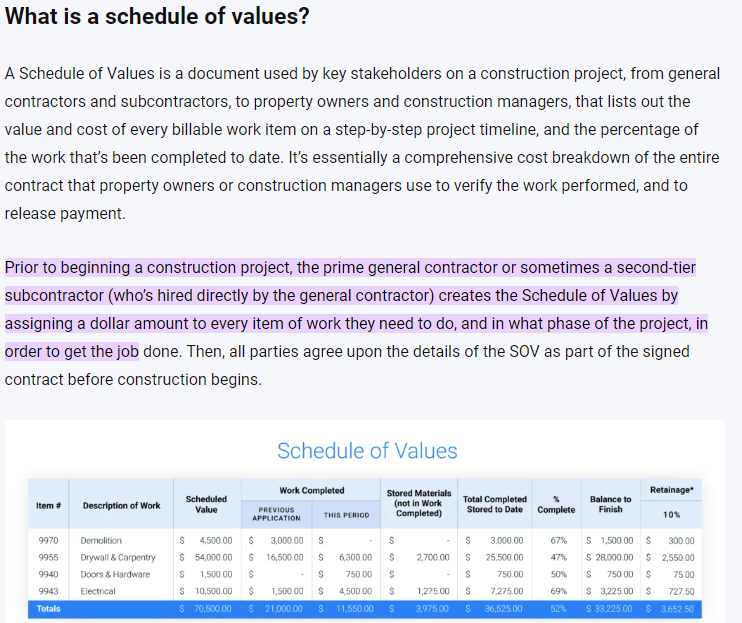 What is a schedule of values?
A Schedule of Values is a document used by key stakeholders on a construction project, from general
contractors and subcontractors, to property owners and construction managers, that lists out the
value and cost of every billable work item on a step-by-step project timeline, and the percentage of
the work that's been completed to date. It's essentially a comprehensive cost breakdown of the entire
contract that property owners or construction managers use to verify the work performed, and to
release payment.
Prior to beginning a construction project, the prime general contractor or sometimes a second-tier
subcontractor (who's hired directly by the general contractor) creates the Schedule of Values by
assigning a dollar amount to every item of work they need to do, and in what phase of the project, in
order to get the job done. Then, all parties agree upon the details of the SOV as part of the signed
contract before construction begins.
Schedule of Values
Item # Description of Work Scheduled Value Work Completed PREVIOUS APPLICATION THIS PERIOD Stored Materials (not in Work Completed) Total Completed Stored to Date % Complete Balance to Finish Retainage* 10%
9970 Demolition $ 4,500.00 $ 3,000.00 $ - $ - $ 3,000.00 67% $ 1,500.00 $ 300.00
9955 Drywall & Carpentry $ 54,000.00 $ 16,500.00 $ 6,300.00 $ 2,700.00 $ 25,500.00 47% $ 28,000.00 $ 2,550.00
9940 Doors & Hardware $ 1,500.00 $ - $ 750.00 $ - $ 750.00 50% $ 750.00 $ 75.00
9943 Electrical $ 10,500.00 $ 1,500.00 $ 4,500.00 $ 1,275.00 $ 7,275.00 69% $ 3,225.00 $ 727.50
Totals $ 70,500.00 $ 21,000.00 $ 11,550.00 $ 3,975.00 $ 36,525.00 52% $ 33,225.00 $ 3,652.50